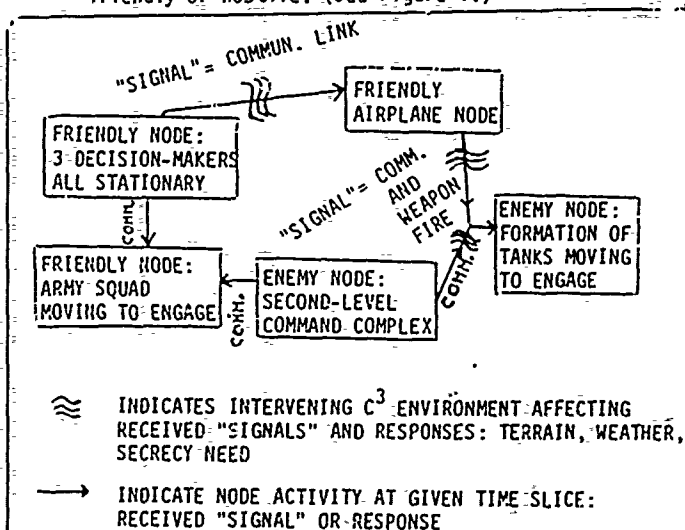 "SIGNAL"= COMMUN. LINK
FRIENDLY
AIRPLANE NODE
FRIENDLY NODE:
3 DECISION-MAKERS
ALL STATIONARY
"SIGNAL"= COMM.
AND
WEAPON
FIRE
COMM.
ENEMY NODE:
FORMATION OF
TANKS MOVING
TO ENGAGE
FRIENDLY NODE:
ARMY SQUAD
MOVING TO ENGAGE
COMM.
ENEMY NODE:
SECOND-LEVEL
COMMAND COMPLEX
COMM.
INDICATES INTERVENING C³ ENVIRONMENT AFFECTING
RECEIVED "SIGNALS" AND RESPONSES: TERRAIN, WEATHER,
SECRECY NEED
INDICATE NODE ACTIVITY AT GIVEN TIME SLICE:
RECEIVED "SIGNAL" OR RESPONSE